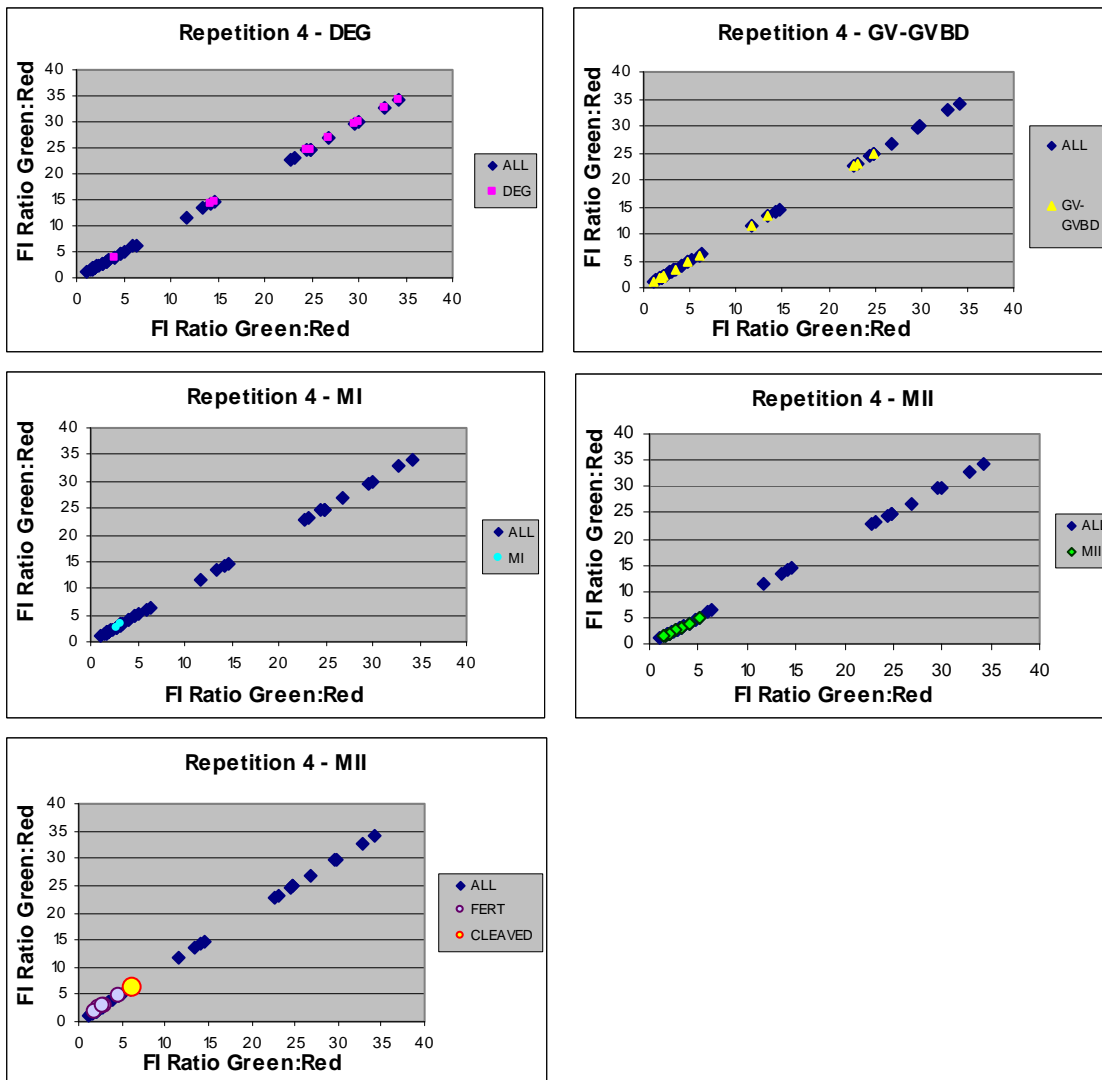 Repetition 4 - DEG
FI Ratio Green:Red
40
35
30
25
20
15
10
5
0
0 5 10 15 20 25 30 35 40
FI Ratio Green:Red
ALL
DEG
Repetition 4 - GV-GVBD
FI Ratio Green:Red
40
35
30
25
20
15
10
5
0
0 5 10 15 20 25 30 35 40
FI Ratio Green:Red
ALL
GV-
GVBD
Repetition 4 - MI
FI Ratio Green:Red
40
35
30
25
20
15
10
5
0
0 5 10 15 20 25 30 35 40
FI Ratio Green:Red
ALL
MI
Repetition 4 - MII
FI Ratio Green:Red
40
35
30
25
20
15
10
5
0
0 5 10 15 20 25 30 35 40
FI Ratio Green:Red
ALL
MII
Repetition 4 - MII
FI Ratio Green:Red
40
35
30
25
20
15
10
5
0
0 5 10 15 20 25 30 35 40
FI Ratio Green:Red
ALL
FERT
CLEAVED